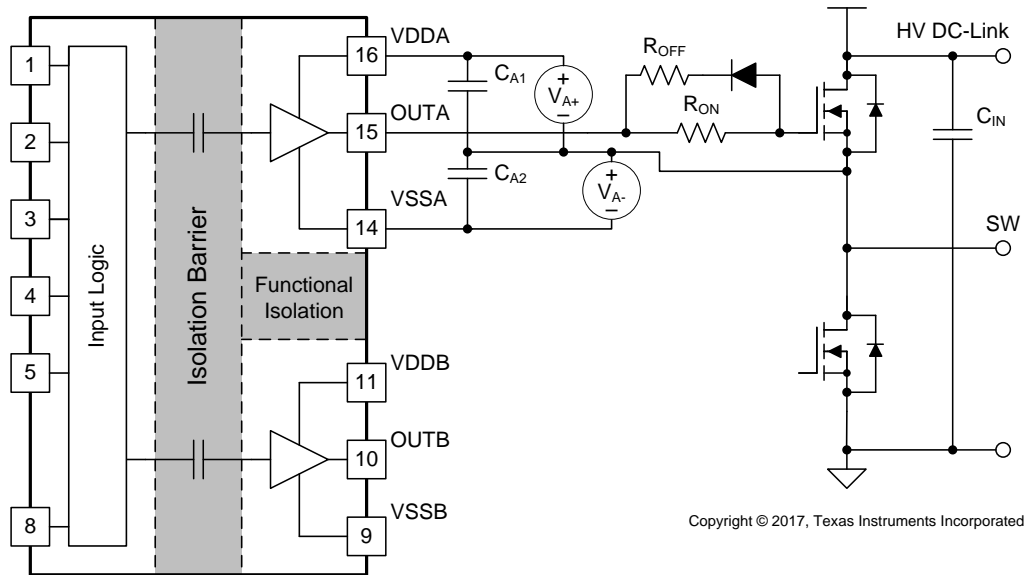 1
2
3
4
5
8
Input Logic
Isolation Barrier
Functional
Isolation
16
15
14
11
10
9
VDDA
OUTA
VSSA
VDDB
OUTB
VSSB
CA1
CA2
+
VA+
−
+
VA-
−
ROFF
RON
HV DC-Link
CIN
SW
Copyright © 2017, Texas Instruments Incorporated